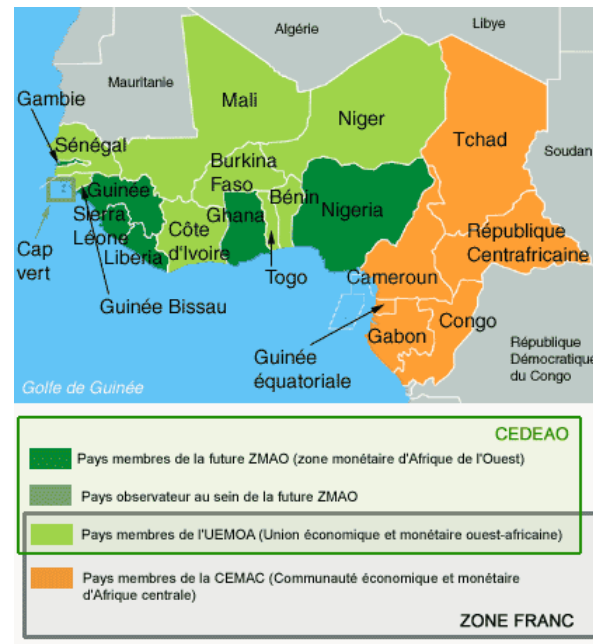 Algérie
Libye
Mauritanie
Gambie
Mali
Niger
Tchad
Sénégal
Soudan
Burkina
Faso
Bénin
Guinée
Ghana
Nigeria
Sierra
Léone
Côte
d'Ivoire
République
Centrafricaine
Liberia
Cap
vert
Togo
Cameroun
Guinée Bissau
Congo
Gabon
Guinée
équatoriale
République
Démocratique
du Congo
Golfe de Guinée
CEDEAO
Pays membres de la future ZMAO (zone monétaire d'Afrique de l'Ouest)
Pays observateur au sein de la future ZMAO
Pays membres de l'UEMOA (Union économique et monétaire ouest-africaine)
Pays membres de la CEMAC (Communauté économique et monétaire
d'Afrique centrale)
ZONE FRANC